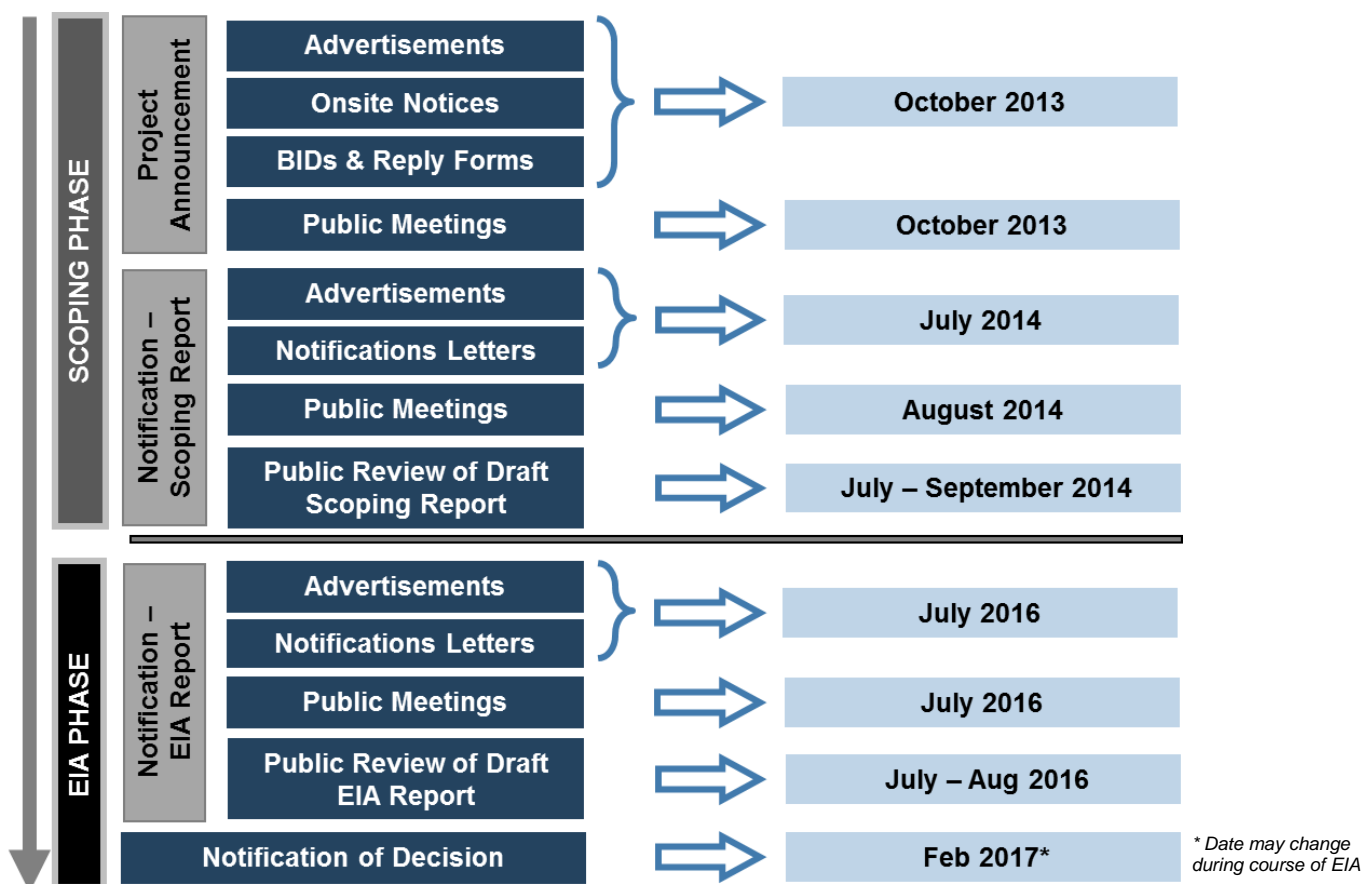 SCOPING PHASE
Project
Announcement
Advertisements
Onsite Notices
BIDs & Reply Forms
October 2013
Public Meetings
October 2013
Notification –
Scoping Report
Advertisements
Notifications Letters
July 2014
Public Meetings
August 2014
Public Review of Draft
Scoping Report
July – September 2014
EIA PHASE
Notification –
EIA Report
Advertisements
Notifications Letters
July 2016
Public Meetings
July 2016
Public Review of Draft
EIA Report
July – Aug 2016
Notification of Decision
Feb 2017*
* Date may change
during course of EIA